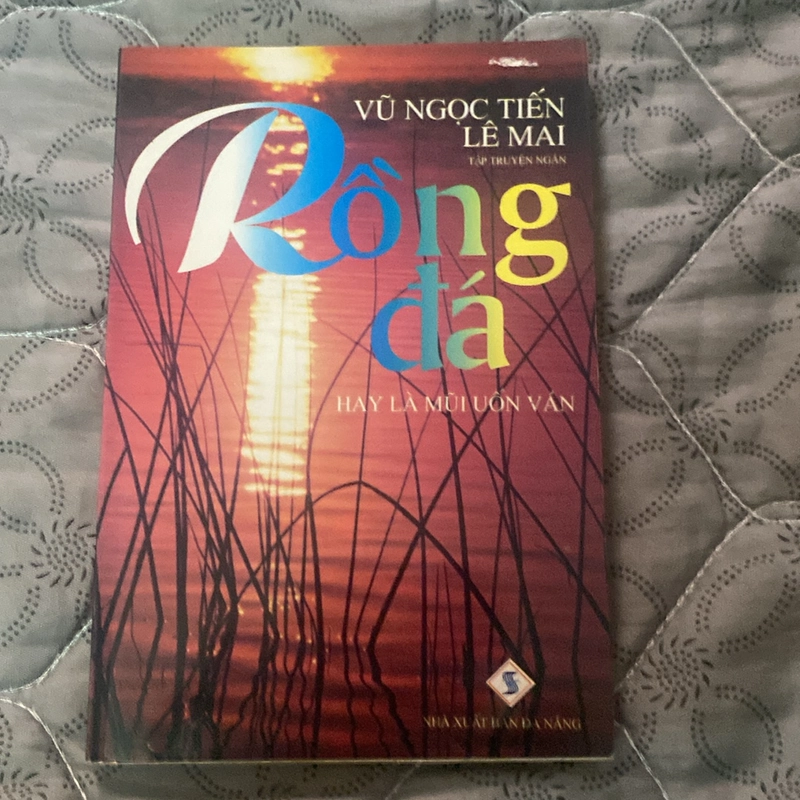 VŨ NGỌC TIẾN
LÊ MAI
TẬP TRUYỆN NGẮN
Rồng
đá
HAY LÀ MŨI UỐN VÁN
NHÀ XUẤT BẢN ĐÀ NẴNG